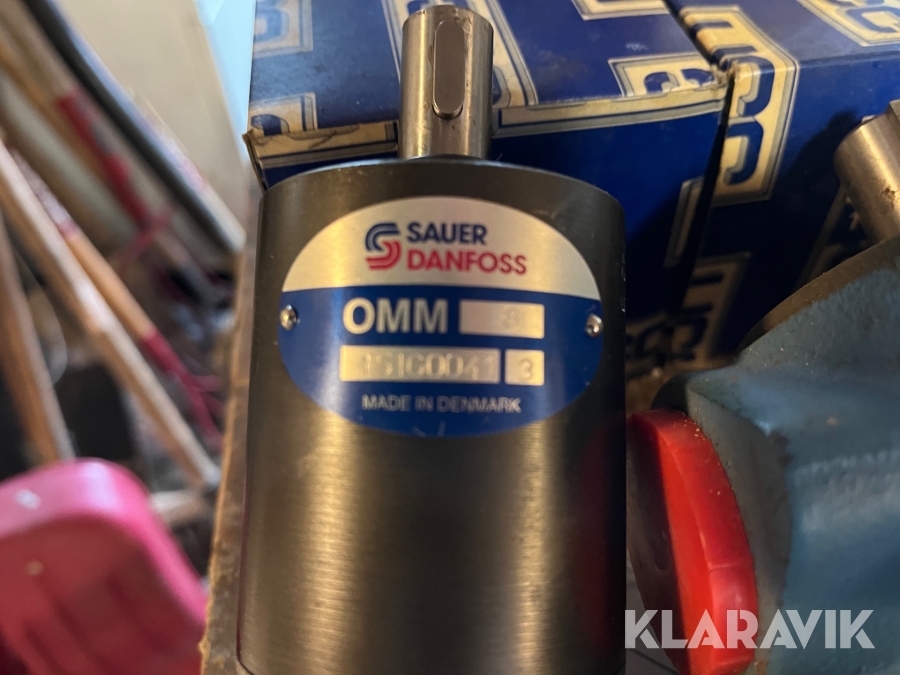 SAUER
DANFOSS
OMM 8
151G0041 3
MADE IN DENMARK
KLARAVIK